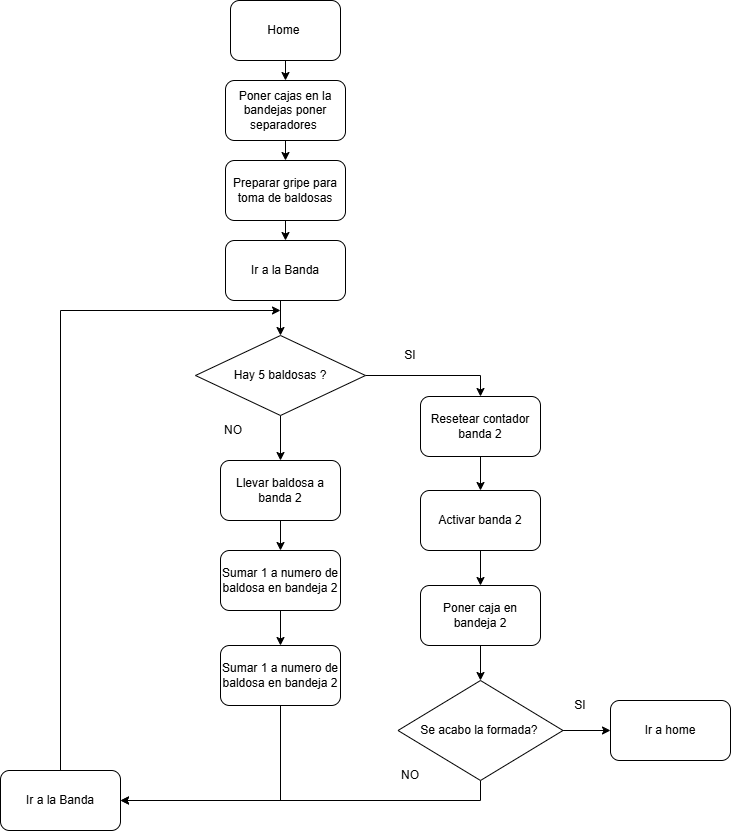 Home
Poner cajas en la
bandejas poner
separadores
Preparar gripe para
toma de baldosas
Ir a la Banda
Hay 5 baldosas ?
SI
NO
Resetear contador
banda 2
Llevar baldosa a
banda 2
Activar banda 2
Sumar 1 a numero de
baldosa en bandeja 2
Poner caja en
bandeja 2
Sumar 1 a numero de
baldosa en bandeja 2
Se acabo la formada?
SI
Ir a home
NO
Ir a la Banda